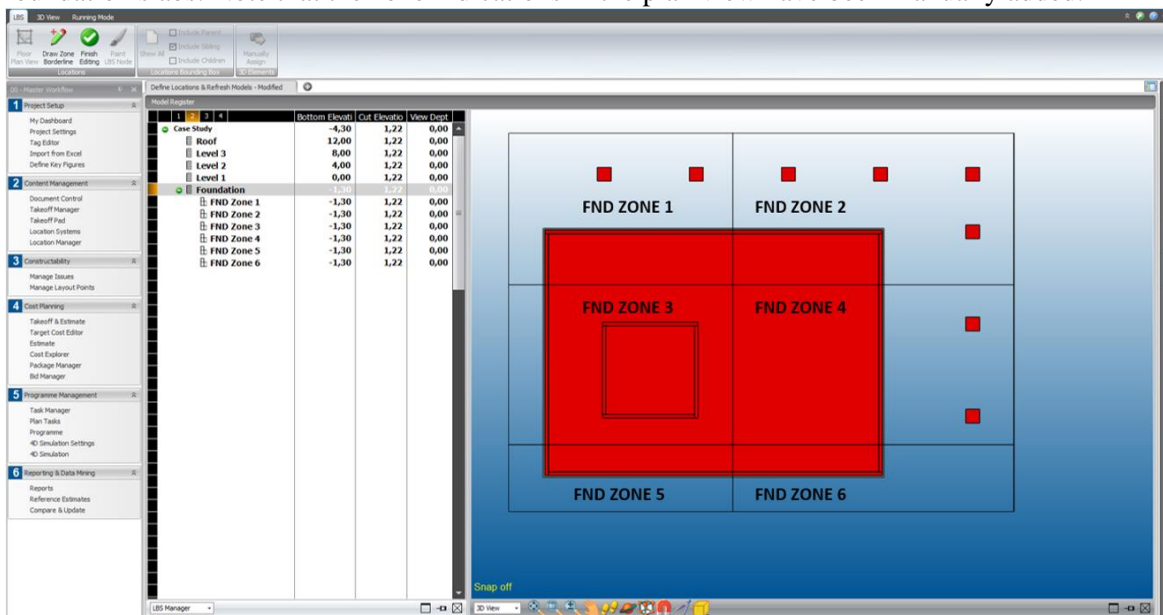 LBS 3D View Running Mode
Floor Plan View
Draw Zone Borderline
Finish Editing
Paint LBS Node
Locations
Show All
Include Parent
Include Sibling
Include Children
Locations Bounding Box
Manually Assign
3D Elements
00 - Master Workflow
1 Project Setup
My Dashboard
Project Settings
Tag Editor
Import from Excel
Define Key Figures
2 Content Management
Document Control
Takeoff Manager
Takeoff Pad
Location Systems
Location Manager
3 Constructability
Manage Issues
Manage Layout Points
4 Cost Planning
Takeoff & Estimate
Target Cost Editor
Estimate
Cost Explorer
Package Manager
Bid Manager
5 Programme Management
Task Manager
Plan Tasks
Programme
4D Simulation Settings
4D Simulation
6 Reporting & Data Mining
Reports
Reference Estimates
Compare & Update
Define Locations & Refresh Models - Modified
Model Register
1 2 3 4 Bottom Elevati Cut Elevatio View Dept
Case Study -4,30 1,22 0,00
Roof 12,00 1,22 0,00
Level 3 8,00 1,22 0,00
Level 2 4,00 1,22 0,00
Level 1 0,00 1,22 0,00
Foundation -1,30 1,22 0,00
FND Zone 1 -1,30 1,22 0,00
FND Zone 2 -1,30 1,22 0,00
FND Zone 3 -1,30 1,22 0,00
FND Zone 4 -1,30 1,22 0,00
FND Zone 5 -1,30 1,22 0,00
FND Zone 6 -1,30 1,22 0,00
LBS Manager
FND ZONE 1 FND ZONE 2
FND ZONE 3 FND ZONE 4
FND ZONE 5 FND ZONE 6
Snap off
3D View